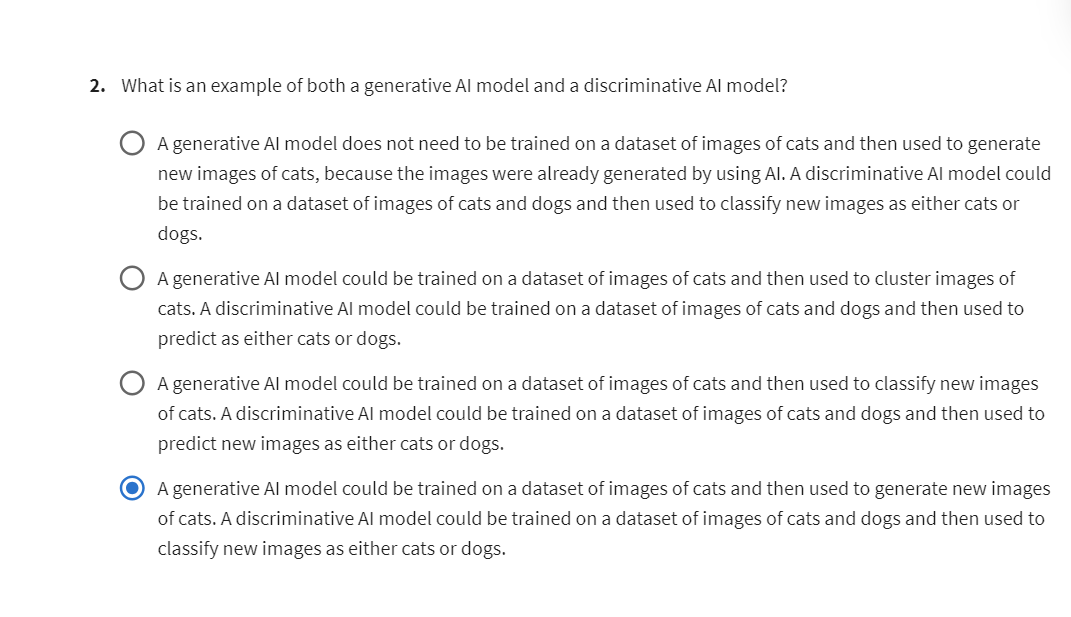 2. What is an example of both a generative AI model and a discriminative AI model?
A generative AI model does not need to be trained on a dataset of images of cats and then used to generate
new images of cats, because the images were already generated by using AI. A discriminative AI model could
be trained on a dataset of images of cats and dogs and then used to classify new images as either cats or
dogs.
A generative AI model could be trained on a dataset of images of cats and then used to cluster images of
cats. A discriminative AI model could be trained on a dataset of images of cats and dogs and then used to
predict as either cats or dogs.
A generative AI model could be trained on a dataset of images of cats and then used to classify new images
of cats. A discriminative AI model could be trained on a dataset of images of cats and dogs and then used to
predict new images as either cats or dogs.
A generative AI model could be trained on a dataset of images of cats and then used to generate new images
of cats. A discriminative AI model could be trained on a dataset of images of cats and dogs and then used to
classify new images as either cats or dogs.